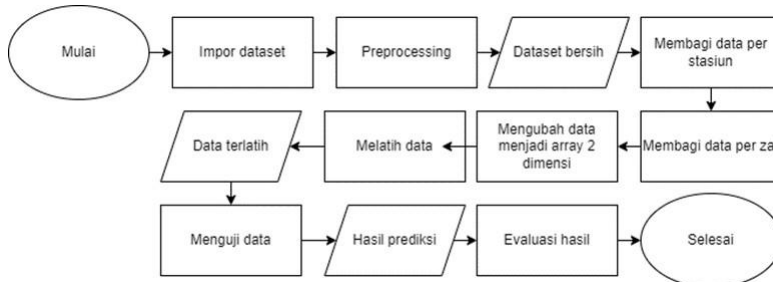 Mulai
Impor dataset
Preprocessing
Dataset bersih
Membagi data per
stasiun
Membagi data per za
Mengubah data
menjadi array 2
dimensi
Melatih data
Data terlatih
Menguji data
Hasil prediksi
Evaluasi hasil
Selesai